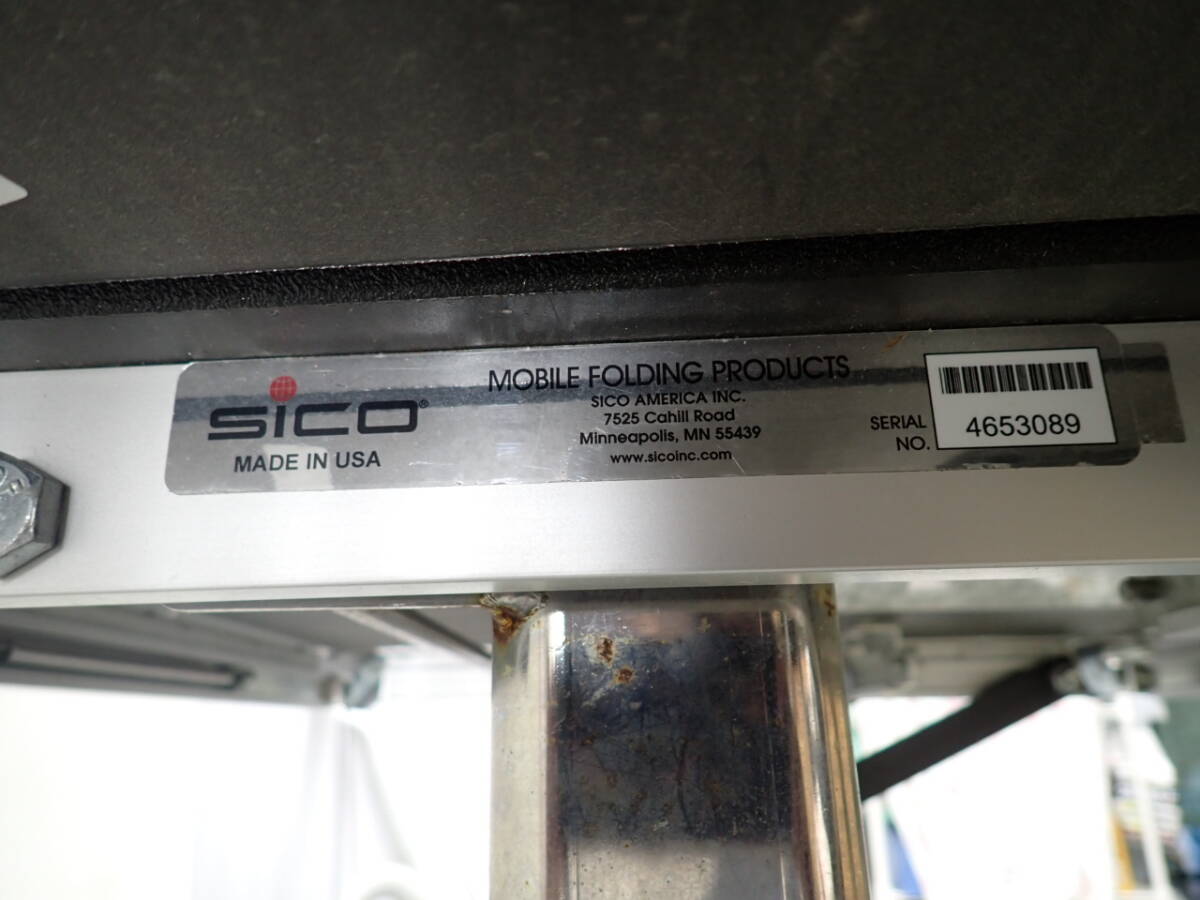 SICO®
MADE IN USA
MOBILE FOLDING PRODUCTS
SICO AMERICA INC.
7525 Cahill Road
Minneapolis, MN 55439
www.sicoinc.com
SERIAL
NO.
4653089